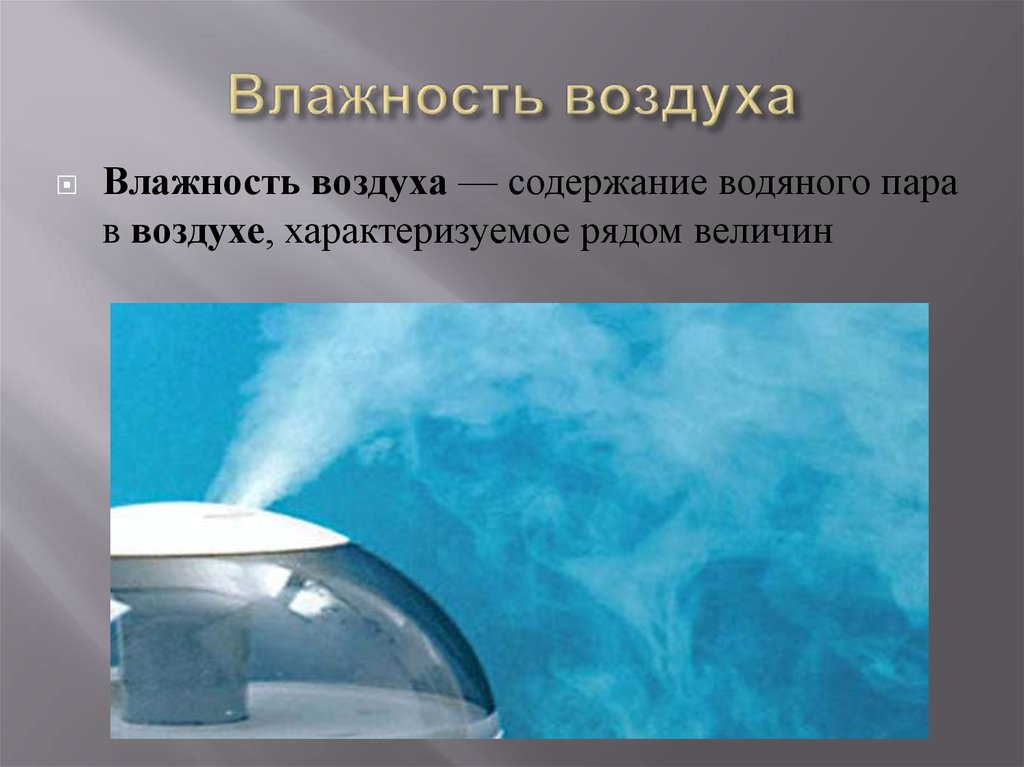 Влажность воздуха
Влажность воздуха — содержание водяного пара
в воздухе, характеризуемое рядом величин